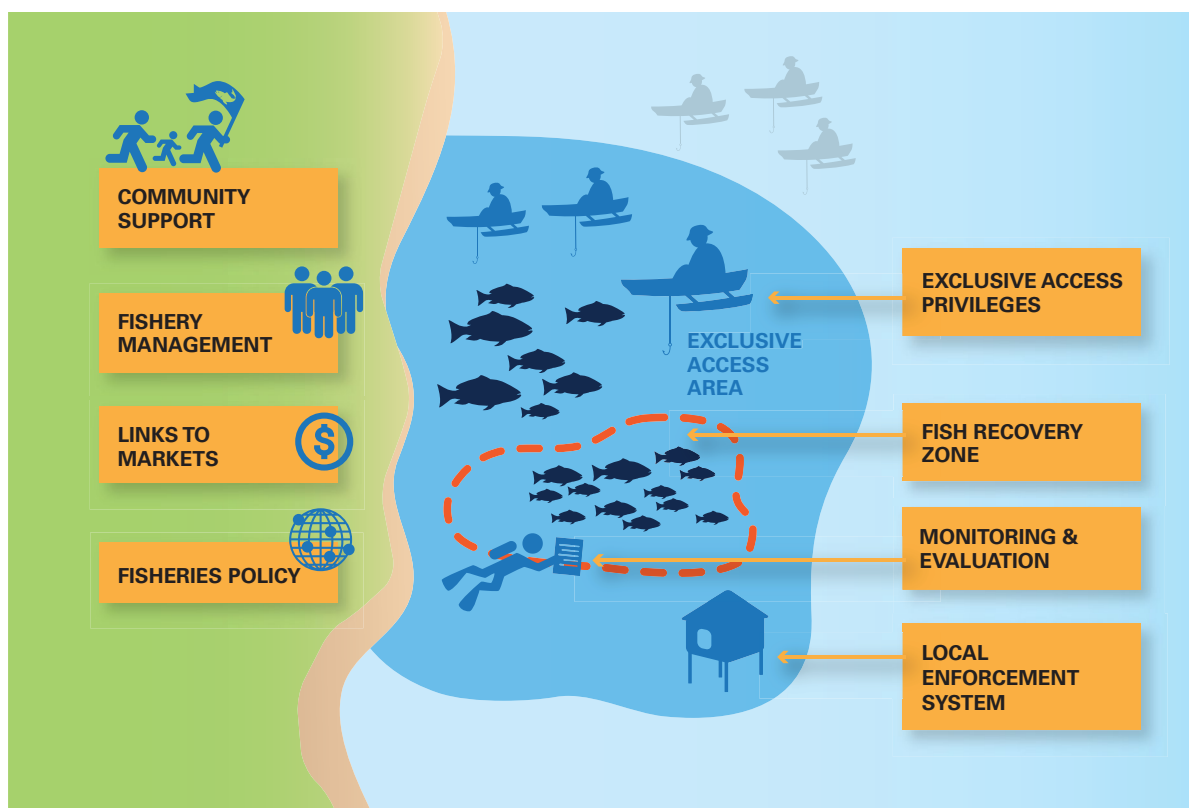 COMMUNITY
SUPPORT
FISHERY
MANAGEMENT
LINKS TO
MARKETS
$
FISHERIES POLICY
EXCLUSIVE
ACCESS
AREA
EXCLUSIVE ACCESS
PRIVILEGES
FISH RECOVERY
ZONE
MONITORING &
EVALUATION
LOCAL
ENFORCEMENT
SYSTEM